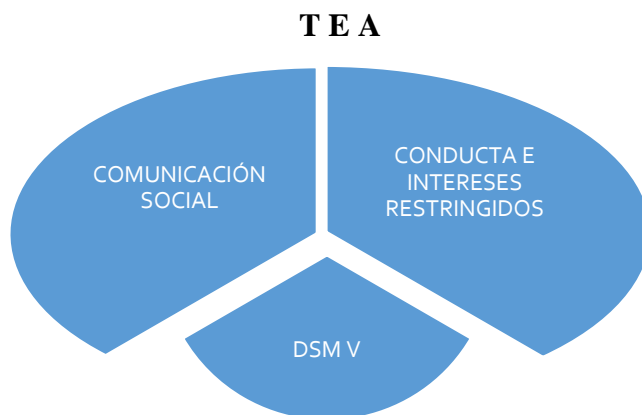 T E A
COMUNICACIÓN
SOCIAL
CONDUCTA E
INTERESES
RESTRINGIDOS
DSM V